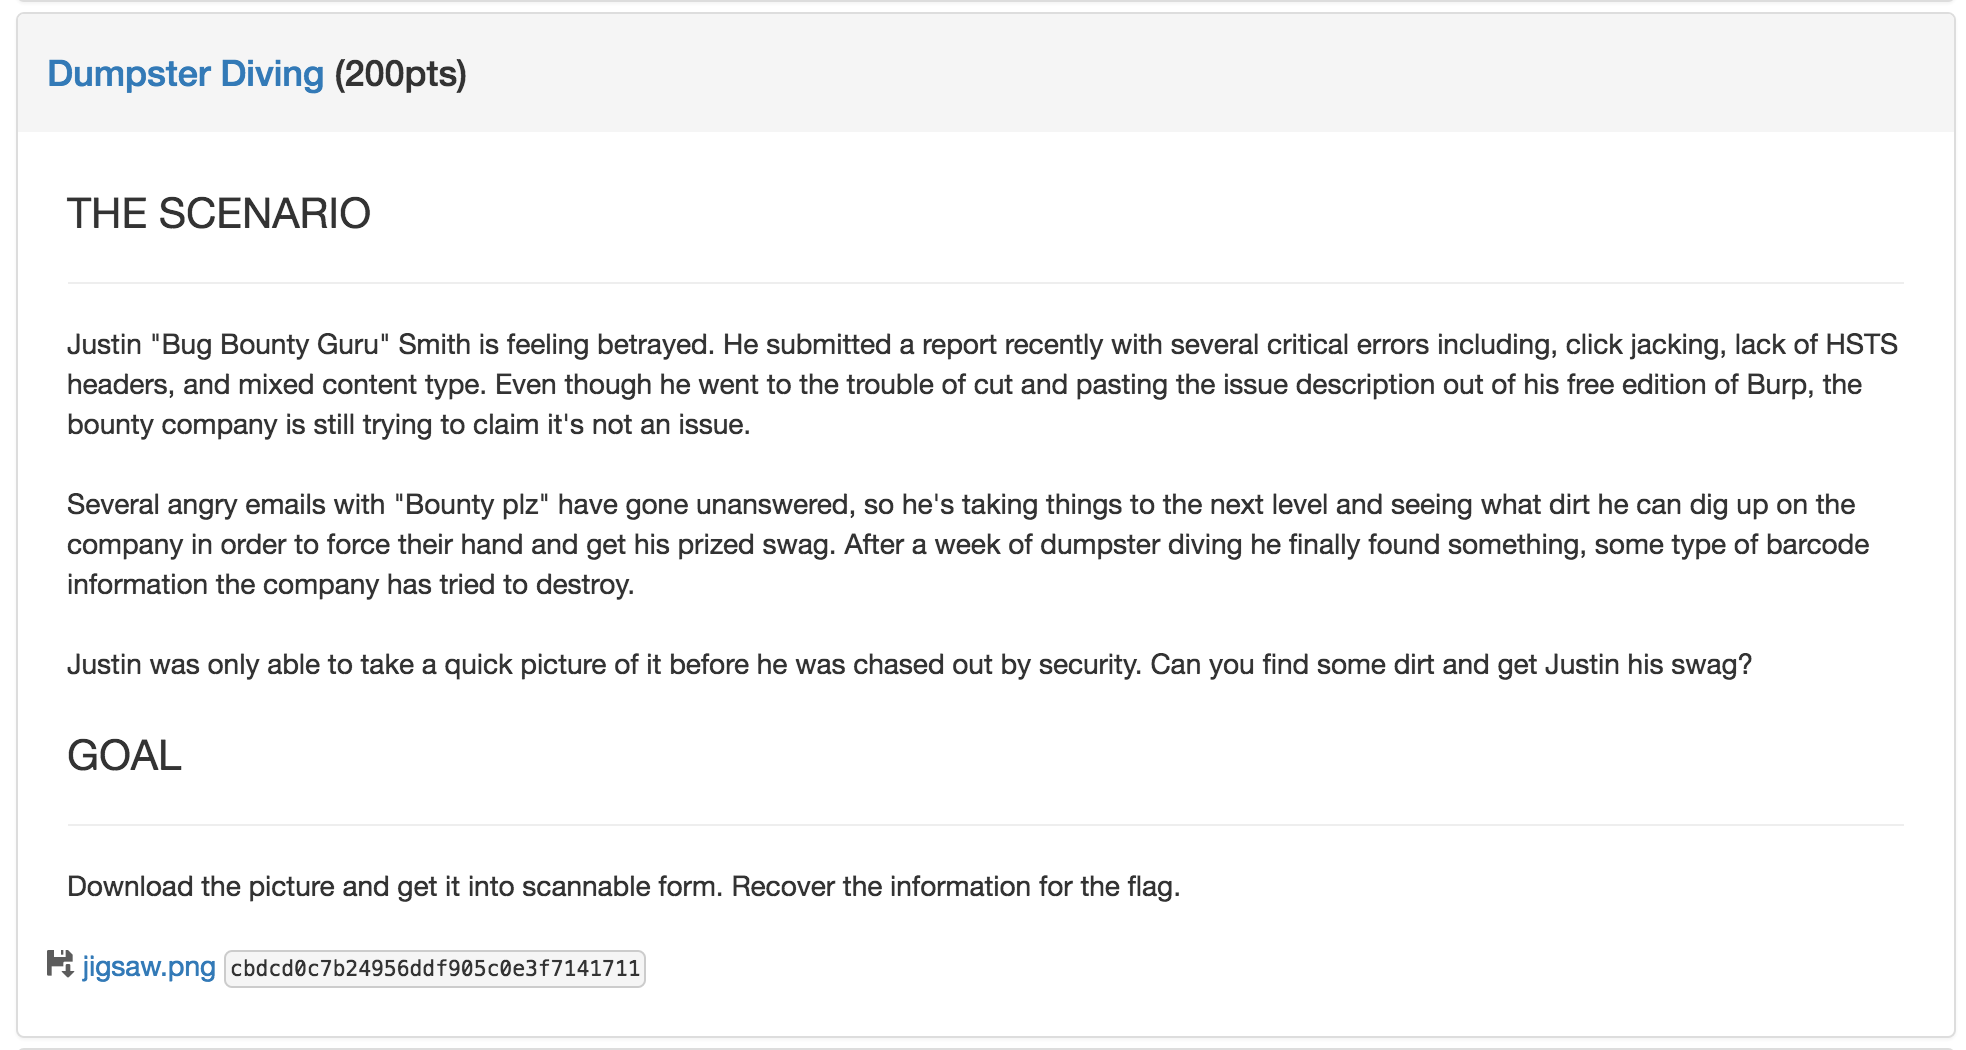 Dumpster Diving (200pts)
THE SCENARIO
Justin "Bug Bounty Guru" Smith is feeling betrayed. He submitted a report recently with several critical errors including, click jacking, lack of HSTS
headers, and mixed content type. Even though he went to the trouble of cut and pasting the issue description out of his free edition of Burp, the
bounty company is still trying to claim it's not an issue.
Several angry emails with "Bounty plz" have gone unanswered, so he's taking things to the next level and seeing what dirt he can dig up on the
company in order to force their hand and get his prized swag. After a week of dumpster diving he finally found something, some type of barcode
information the company has tried to destroy.
Justin was only able to take a quick picture of it before he was chased out by security. Can you find some dirt and get Justin his swag?
GOAL
Download the picture and get it into scannable form. Recover the information for the flag.
jigsaw.png cbdcd0c7b24956ddf905c0e3f7141711